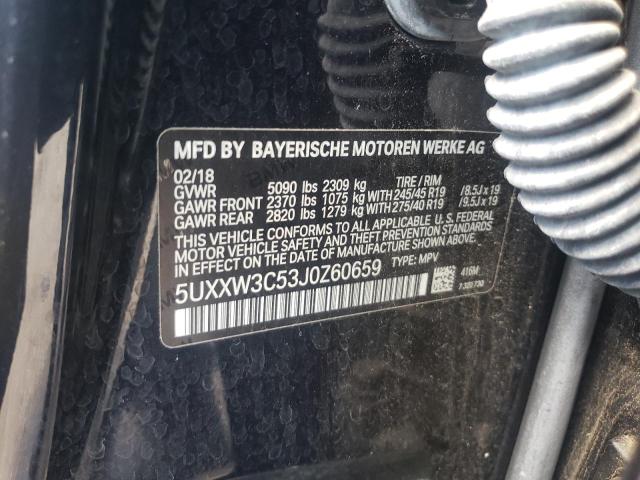 MFD BY BAYERISCHE MOTOREN WERKE AG
02/18
GVWR 5090 lbs 2309 kg TIRE / RIM
GAWR FRONT 2370 lbs 1075 kg WITH 245/45 R19 /8.5J x 19
GAWR REAR 2820 lbs 1279 kg WITH 275/40 R19 /9.5J x 19
THIS VEHICLE CONFORMS TO ALL APPLICABLE U.S. FEDERAL
MOTOR VEHICLE SAFETY AND THEFT PREVENTION STANDARDS
IN EFFECT ON THE DATE OF MANUFACTURE SHOWN ABOVE.
5UXXW3C53J0Z60659 TYPE: MPV
416M
7 320 730